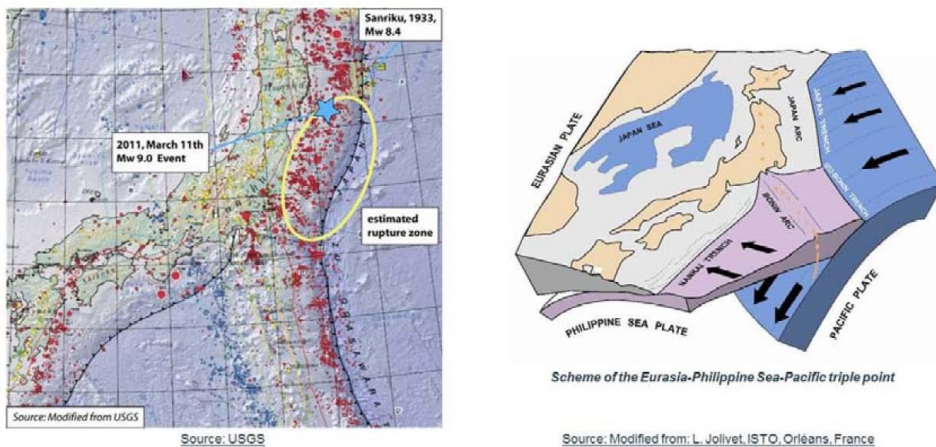 Sanriku, 1933,
Mw 8.4
2011, March 11th
Mw 9.0 Event
JAPAN
estimated
rupture zone
OGASAWARA
Source: Modified from USGS
Source: USGS
EURASIAN PLATE
JAPAN SEA
JAPAN ARC
JAPAN TRENCH
IZU-BONIN TRENCH
BONIN ARC
NANKAI TRENCH
PHILIPPINE SEA PLATE
PACIFIC PLATE
Scheme of the Eurasia-Philippine Sea-Pacific triple point
Source: Modified from: L. Jolivet, ISTO, Orléans, France